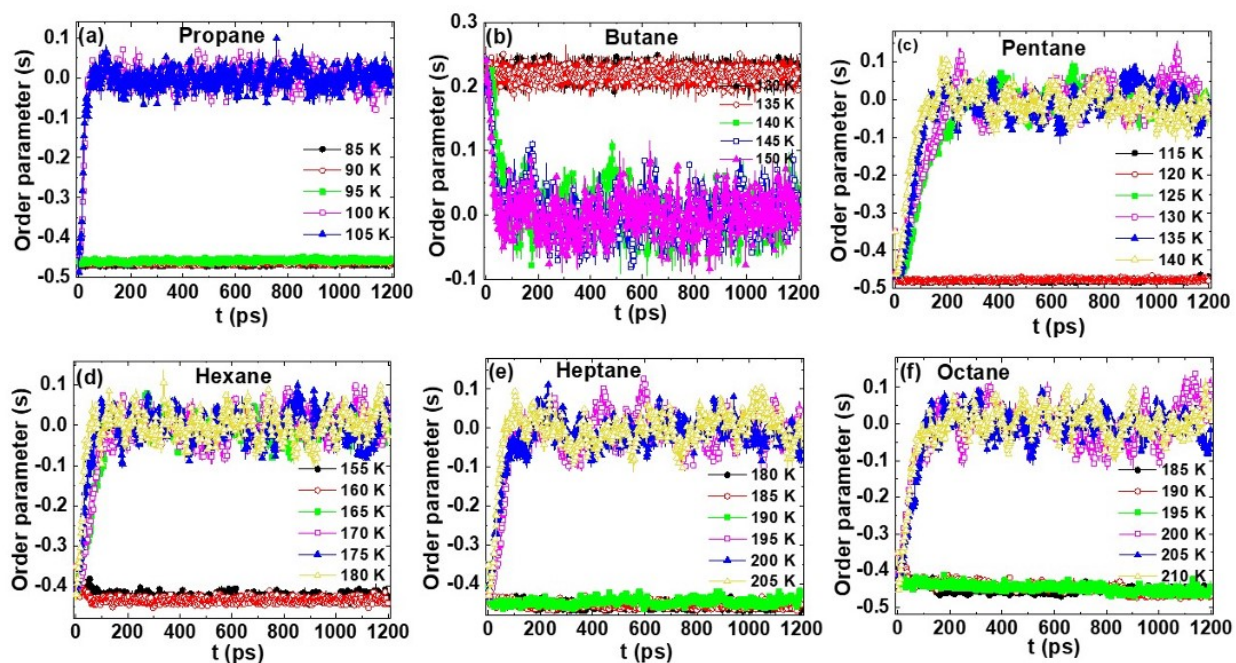 (a) Propane
Order parameter (s)
0.1
0.0
-0.1
-0.2
-0.3
-0.4
-0.5
85 K
90 K
95 K
100 K
105 K
0 200 400 600 800 1000 1200
t (ps)
(b) Butane
Order parameter (s)
0.3
0.2
0.1
0.0
-0.1
130 K
135 K
140 K
145 K
150 K
0 200 400 600 800 1000 1200
t (ps)
(c) Pentane
Order parameter (s)
0.1
0.0
-0.1
-0.2
-0.3
-0.4
-0.5
115 K
120 K
125 K
130 K
135 K
140 K
0 200 400 600 800 1000 1200
t (ps)
(d) Hexane
Order parameter (s)
0.1
0.0
-0.1
-0.2
-0.3
-0.4
155 K
160 K
165 K
170 K
175 K
180 K
0 200 400 600 800 1000 1200
t (ps)
(e) Heptane
Order parameter (s)
0.1
0.0
-0.1
-0.2
-0.3
-0.4
180 K
185 K
190 K
195 K
200 K
205 K
0 200 400 600 800 1000 1200
t (ps)
(f) Octane
Order parameter (s)
0.1
0.0
-0.1
-0.2
-0.3
-0.4
-0.5
185 K
190 K
195 K
200 K
205 K
210 K
0 200 400 600 800 1000 1200
t (ps)